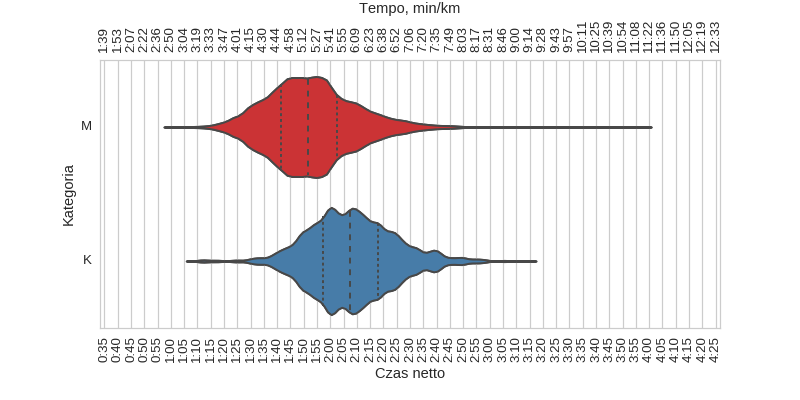 Tempo, min/km
1:39 1:53 2:07 2:22 2:36 2:50 3:04 3:19 3:33 3:47 4:01 4:15 4:30 4:44 4:58 5:12 5:27 5:41 5:55 6:09 6:23 6:38 6:52 7:06 7:20 7:35 7:49 8:03 8:17 8:31 8:46 9:00 9:14 9:28 9:43 9:57 10:11 10:25 10:39 10:54 11:08 11:22 11:36 11:50 12:05 12:19 12:33
M
Kategoria
K
0:35 0:40 0:45 0:50 0:55 1:00 1:05 1:10 1:15 1:20 1:25 1:30 1:35 1:40 1:45 1:50 1:55 2:00 2:05 2:10 2:15 2:20 2:25 2:30 2:35 2:40 2:45 2:50 2:55 3:00 3:05 3:10 3:15 3:20 3:25 3:30 3:35 3:40 3:45 3:50 3:55 4:00 4:05 4:10 4:15 4:20 4:25
Czas netto